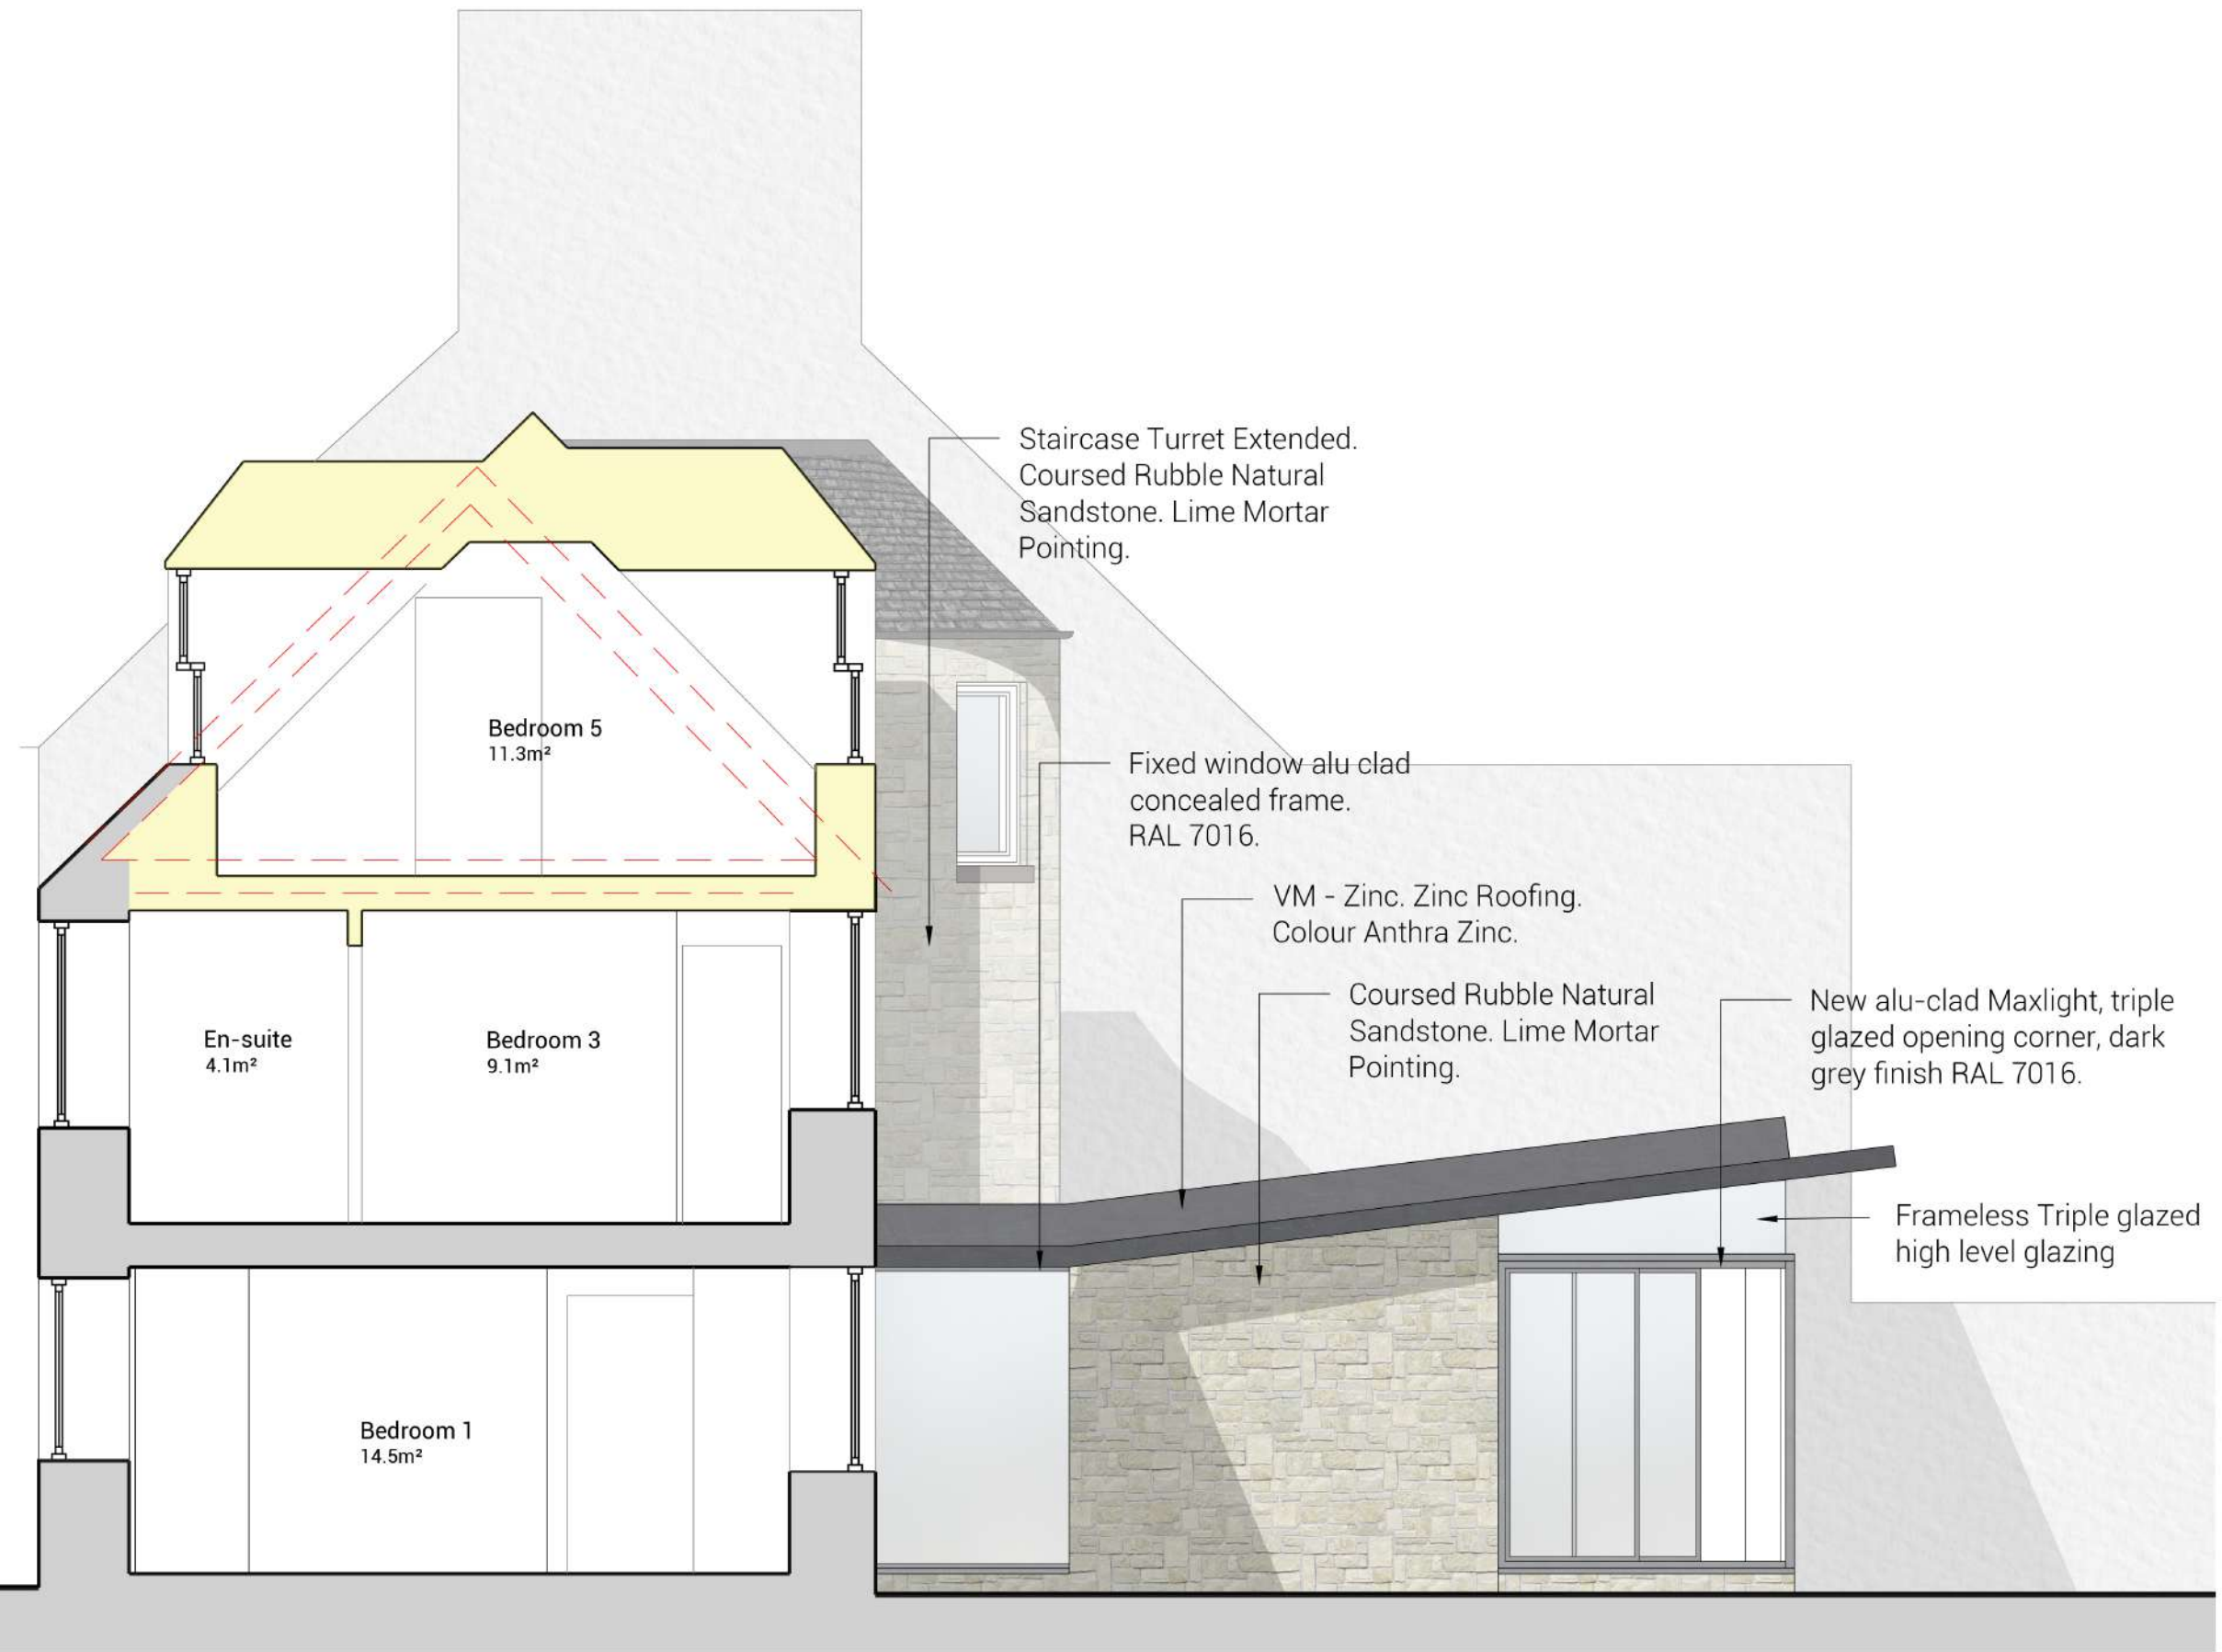 Staircase Turret Extended.
Coursed Rubble Natural
Sandstone. Lime Mortar
Pointing.
Bedroom 5
11.3m²
Fixed window alu clad
concealed frame.
RAL 7016.
VM - Zinc. Zinc Roofing.
Colour Anthra Zinc.
Coursed Rubble Natural
Sandstone. Lime Mortar
Pointing.
New alu-clad Maxlight, triple
glazed opening corner, dark
grey finish RAL 7016.
En-suite
4.1m²
Bedroom 3
9.1m²
Frameless Triple glazed
high level glazing
Bedroom 1
14.5m²